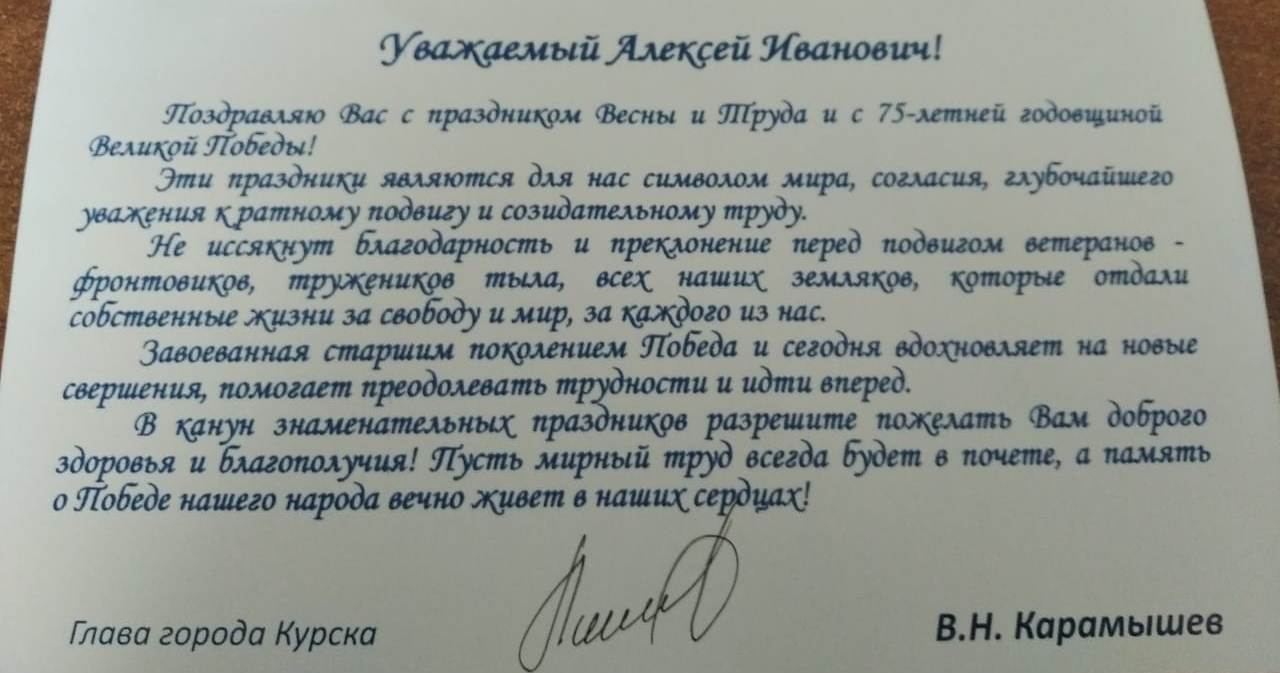 Уважаемый Алексей Иванович!
Поздравляю Вас с праздником Весны и Труда и с 75-летней годовщиной
Великой Победы!
Эти праздники являются для нас символом мира, согласия, глубочайшего
уважения к ратному подвигу и созидательному труду.
Не иссякнут благодарность и преклонение перед подвигом ветеранов -
фронтовиков, тружеников тыла, всех наших земляков, которые отдали
собственные жизни за свободу и мир, за каждого из нас.
Завоеванная старшим поколением Победа и сегодня вдохновляет на новые
свершения, помогает преодолевать трудности и идти вперед.
В канун знаменательных праздников разрешите пожелать Вам доброго
здоровья и благополучия! Пусть мирный труд всегда будет в почете, а память
о Победе нашего народа вечно живет в наших сердцах!
Глава города Курска
В.Н. Карамышев